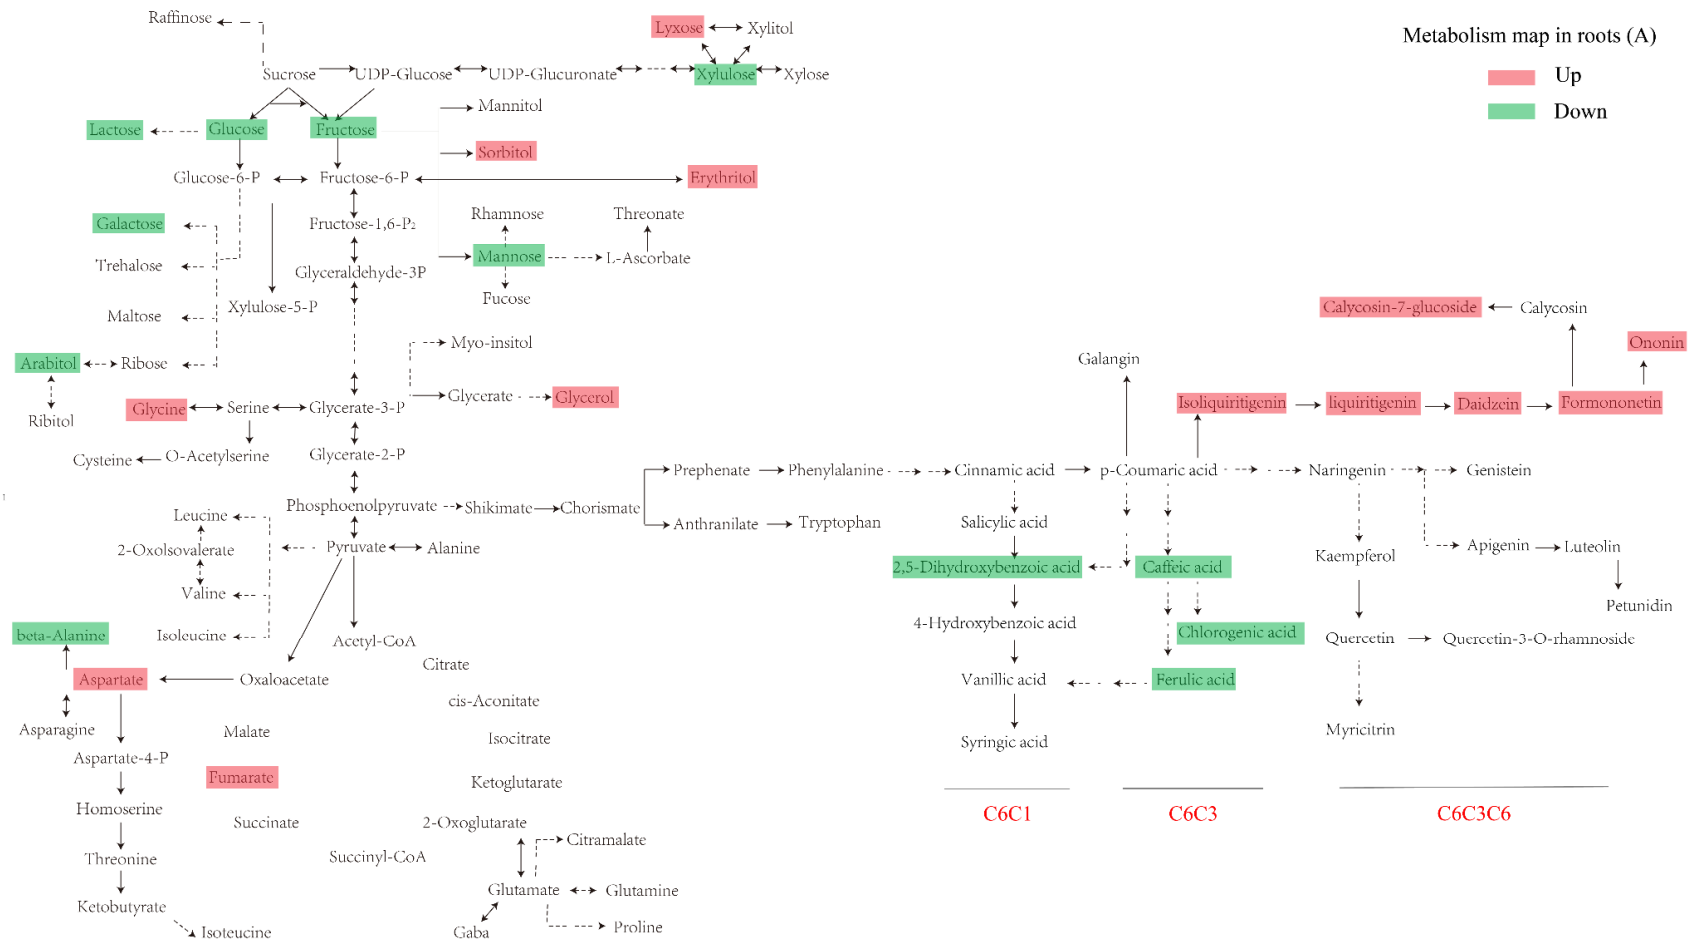 Metabolism map in roots (A)
Up
Down
Raffinose
Lyxose
Xylitol
Sucrose
UDP-Glucose
UDP-Glucuronate
Xylulose
Xylose
Mannitol
Lactose
Glucose
Fructose
Sorbitol
Glucose-6-P
Fructose-6-P
Erythritol
Galactose
Fructose-1,6-P2
Rhamnose
Threonate
Trehalose
Glyceraldehyde-3P
Mannose
L-Ascorbate
Maltose
Xylulose-5-P
Fucose
Arabitol
Ribose
Myo-insitol
Ribitol
Glycine
Serine
Glycerate-3-P
Glycerate
Glycerol
Cysteine
O-Acetylserine
Glycerate-2-P
Phosphoenolpyruvate
Shikimate
Chorismate
Prephenate
Phenylalanine
Anthranilate
Tryptophan
Leucine
2-Oxolsovalerate
Pyruvate
Alanine
Valine
Isoleucine
beta-Alanine
Acetyl-CoA
Aspartate
Oxaloacetate
Citrate
cis-Aconitate
Asparagine
Malate
Isocitrate
Aspartate-4-P
Fumarate
Ketoglutarate
Homoserine
Succinate
2-Oxoglutarate
Citramalate
Threonine
Succinyl-CoA
Ketobutyrate
Glutamate
Glutamine
Isoteucine
Gaba
Proline
Calycosin-7-glucoside
Calycosin
Ononin
Galangin
Isoliquiritigenin
liquiritigenin
Daidzein
Formononetin
Cinnamic acid
p-Coumaric acid
Naringenin
Genistein
Salicylic acid
Kaempferol
Apigenin
Luteolin
2,5-Dihydroxybenzoic acid
Caffeic acid
Petunidin
4-Hydroxybenzoic acid
Chlorogenic acid
Quercetin
Quercetin-3-O-rhamnoside
Vanillic acid
Ferulic acid
Myricitrin
Syringic acid
C6C1
C6C3
C6C3C6